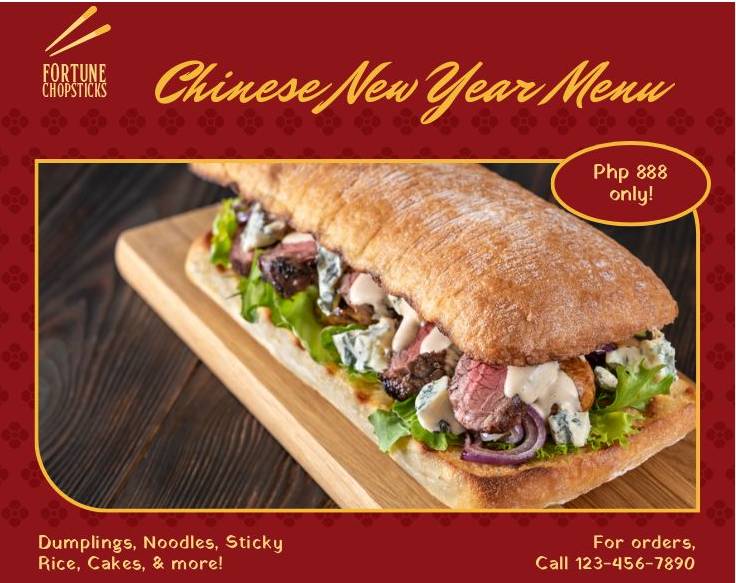 FORTUNE
CHOPSTICKS
Chinese New Year Menu
Php 888
only!
Dumplings, Noodles, Sticky
Rice, Cakes, & more!
For orders,
Call 123-456-7890